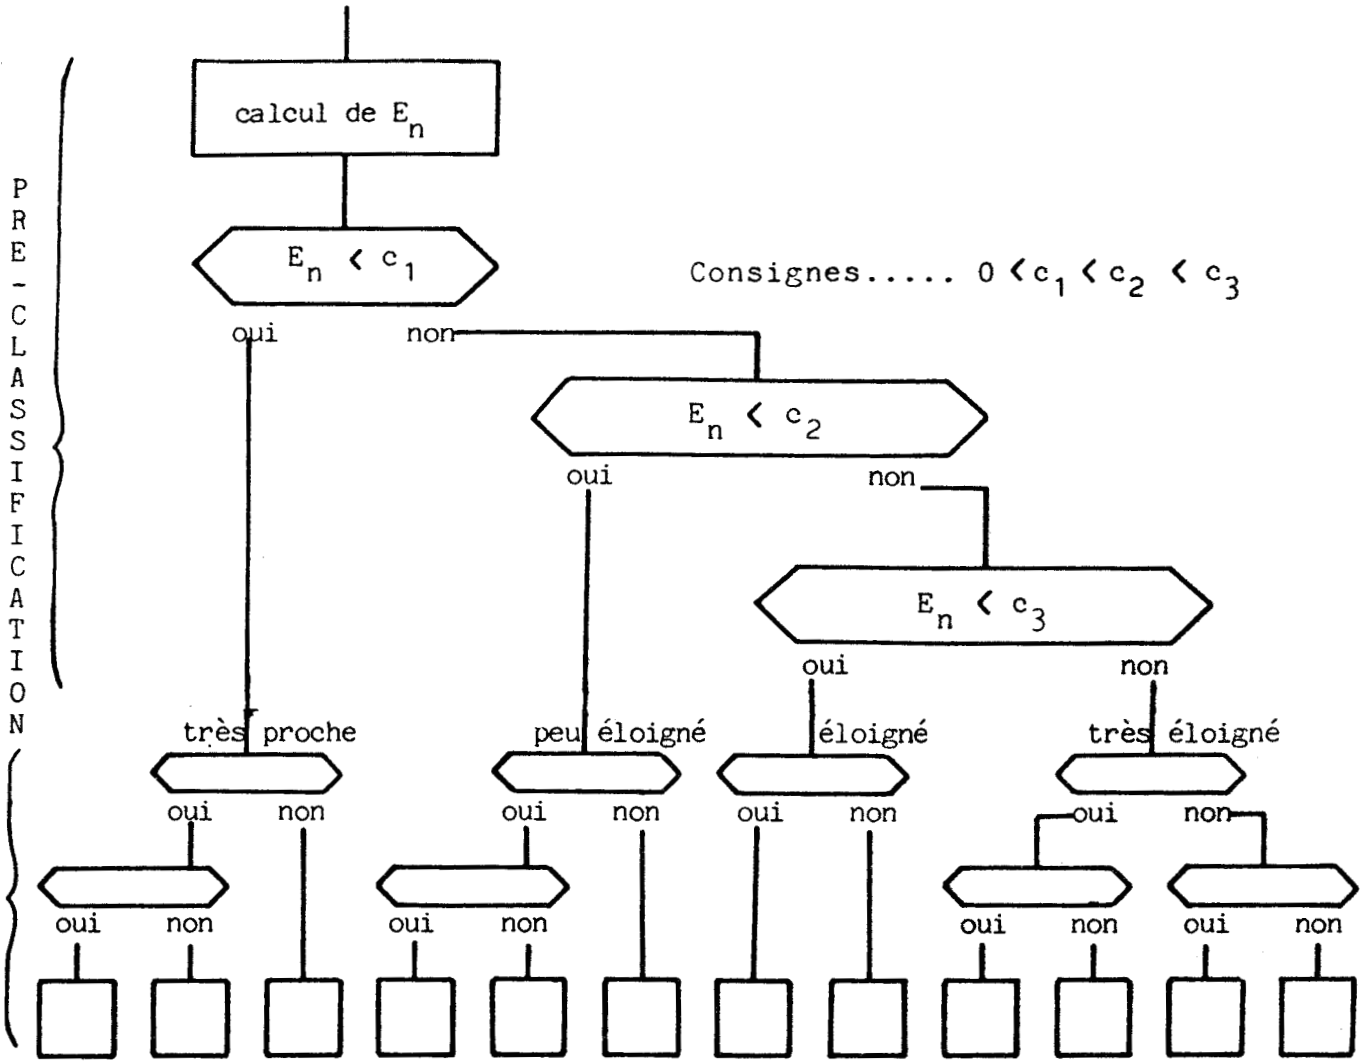 PRE-CLASSIFICATION
calcul de Eₙ
Eₙ < c₁
Consignes..... 0 < c₁ < c₂ < c₃
oui non
Eₙ < c₂
oui non
Eₙ < c₃
oui non
très proche peu éloigné éloigné très éloigné
oui non oui non oui non oui non
oui non oui non oui non oui non